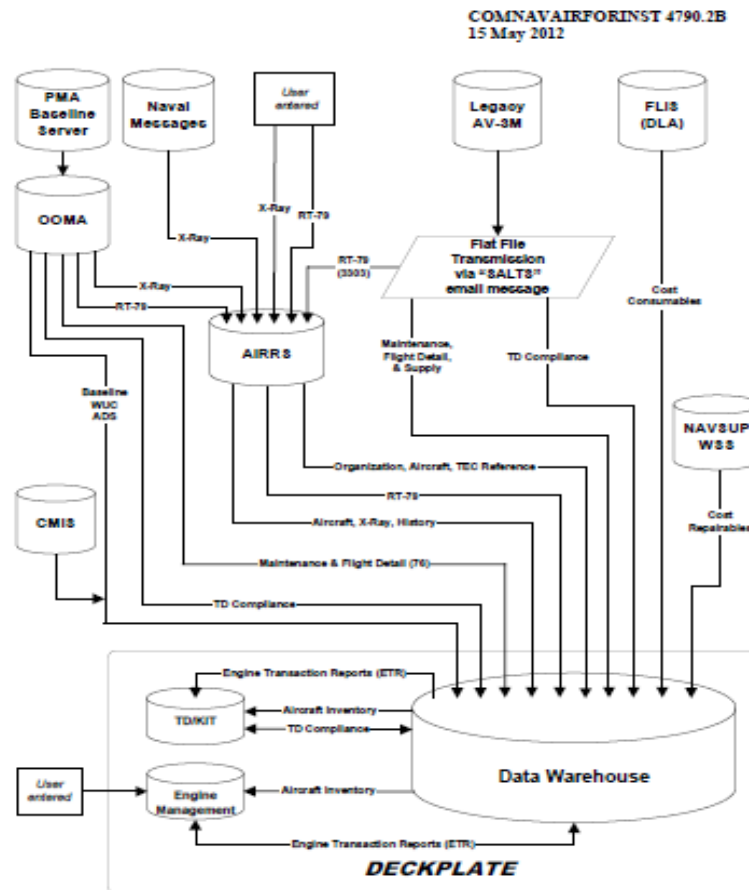 COMNAVAIRFORINST 4790.2B
15 May 2012
PMA
Baseline
Server
Naval
Messages
User
entered
Legacy
AV-3M
FLIS
(DLA)
OOMA
X-Ray
RT-79
X-Ray
X-Ray
RT-79
RT-79
(3303)
Flat File
Transmission
via "SALTS"
email message
Cost
Consumables
AIRRS
Maintenance,
Flight Detail,
& Supply
TD Compliance
Baseline
WUC
ADS
NAVSUP
WSS
Organization, Aircraft, TEC Reference
RT-79
CMIS
Aircraft, X-Ray, History
Cost
Repairables
Maintenance & Flight Detail (76)
TD Compliance
Engine Transaction Reports (ETR)
TD/KIT
Aircraft Inventory
TD Compliance
Data Warehouse
User
entered
Engine
Management
Aircraft Inventory
Engine Transaction Reports (ETR)
DECKPLATE